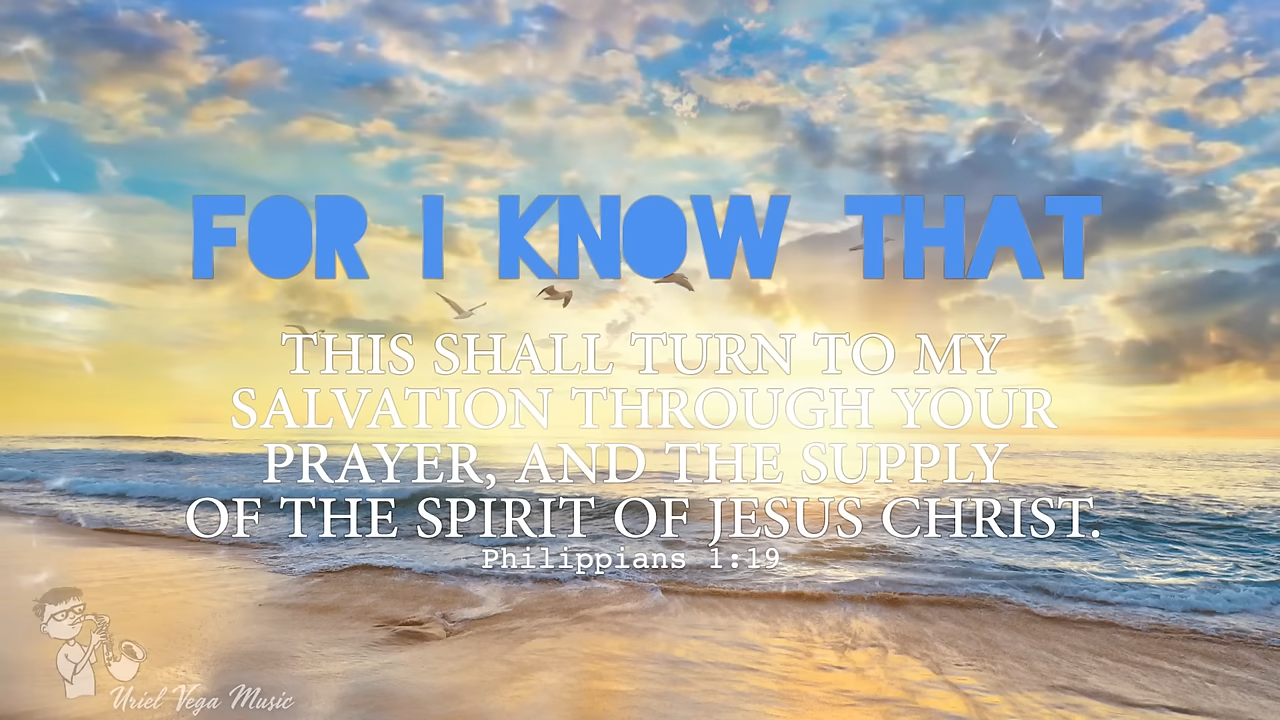 FOR I KNOW THAT
THIS SHALL TURN TO MY
SALVATION THROUGH YOUR
PRAYER, AND THE SUPPLY
OF THE SPIRIT OF JESUS CHRIST.
Philippians 1:19
Uriel Vega Music